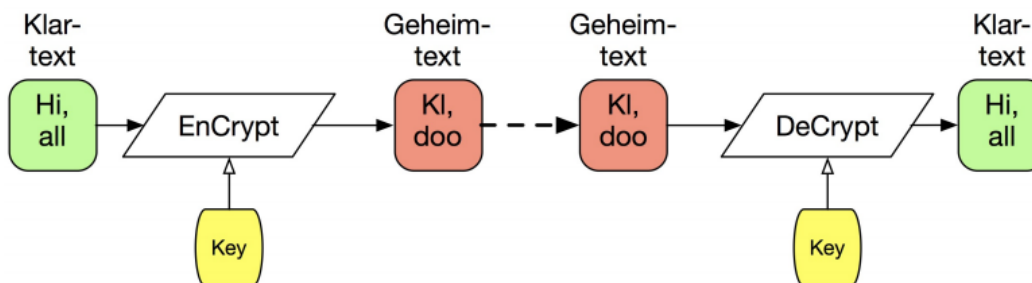 Klar-
text
Geheim-
text
Geheim-
text
Klar-
text
Hi,
all
EnCrypt
Kl,
doo
Kl,
doo
DeCrypt
Hi,
all
Key
Key